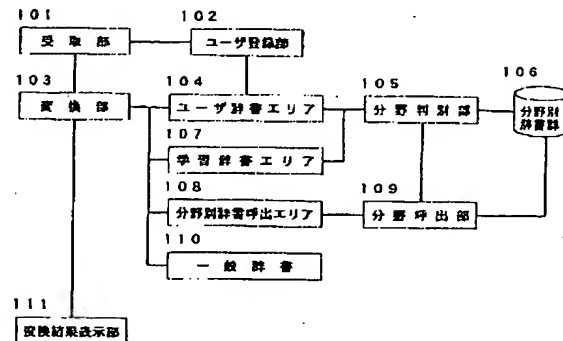 101
受取部
102
ユーザ登録部
103
変換部
104
ユーザ辞書エリア
105
分野判別部
106
分野別
辞書群
107
学習辞書エリア
108
分野別辞書呼出エリア
109
分野呼出部
110
一般辞書
111
変換結果表示部